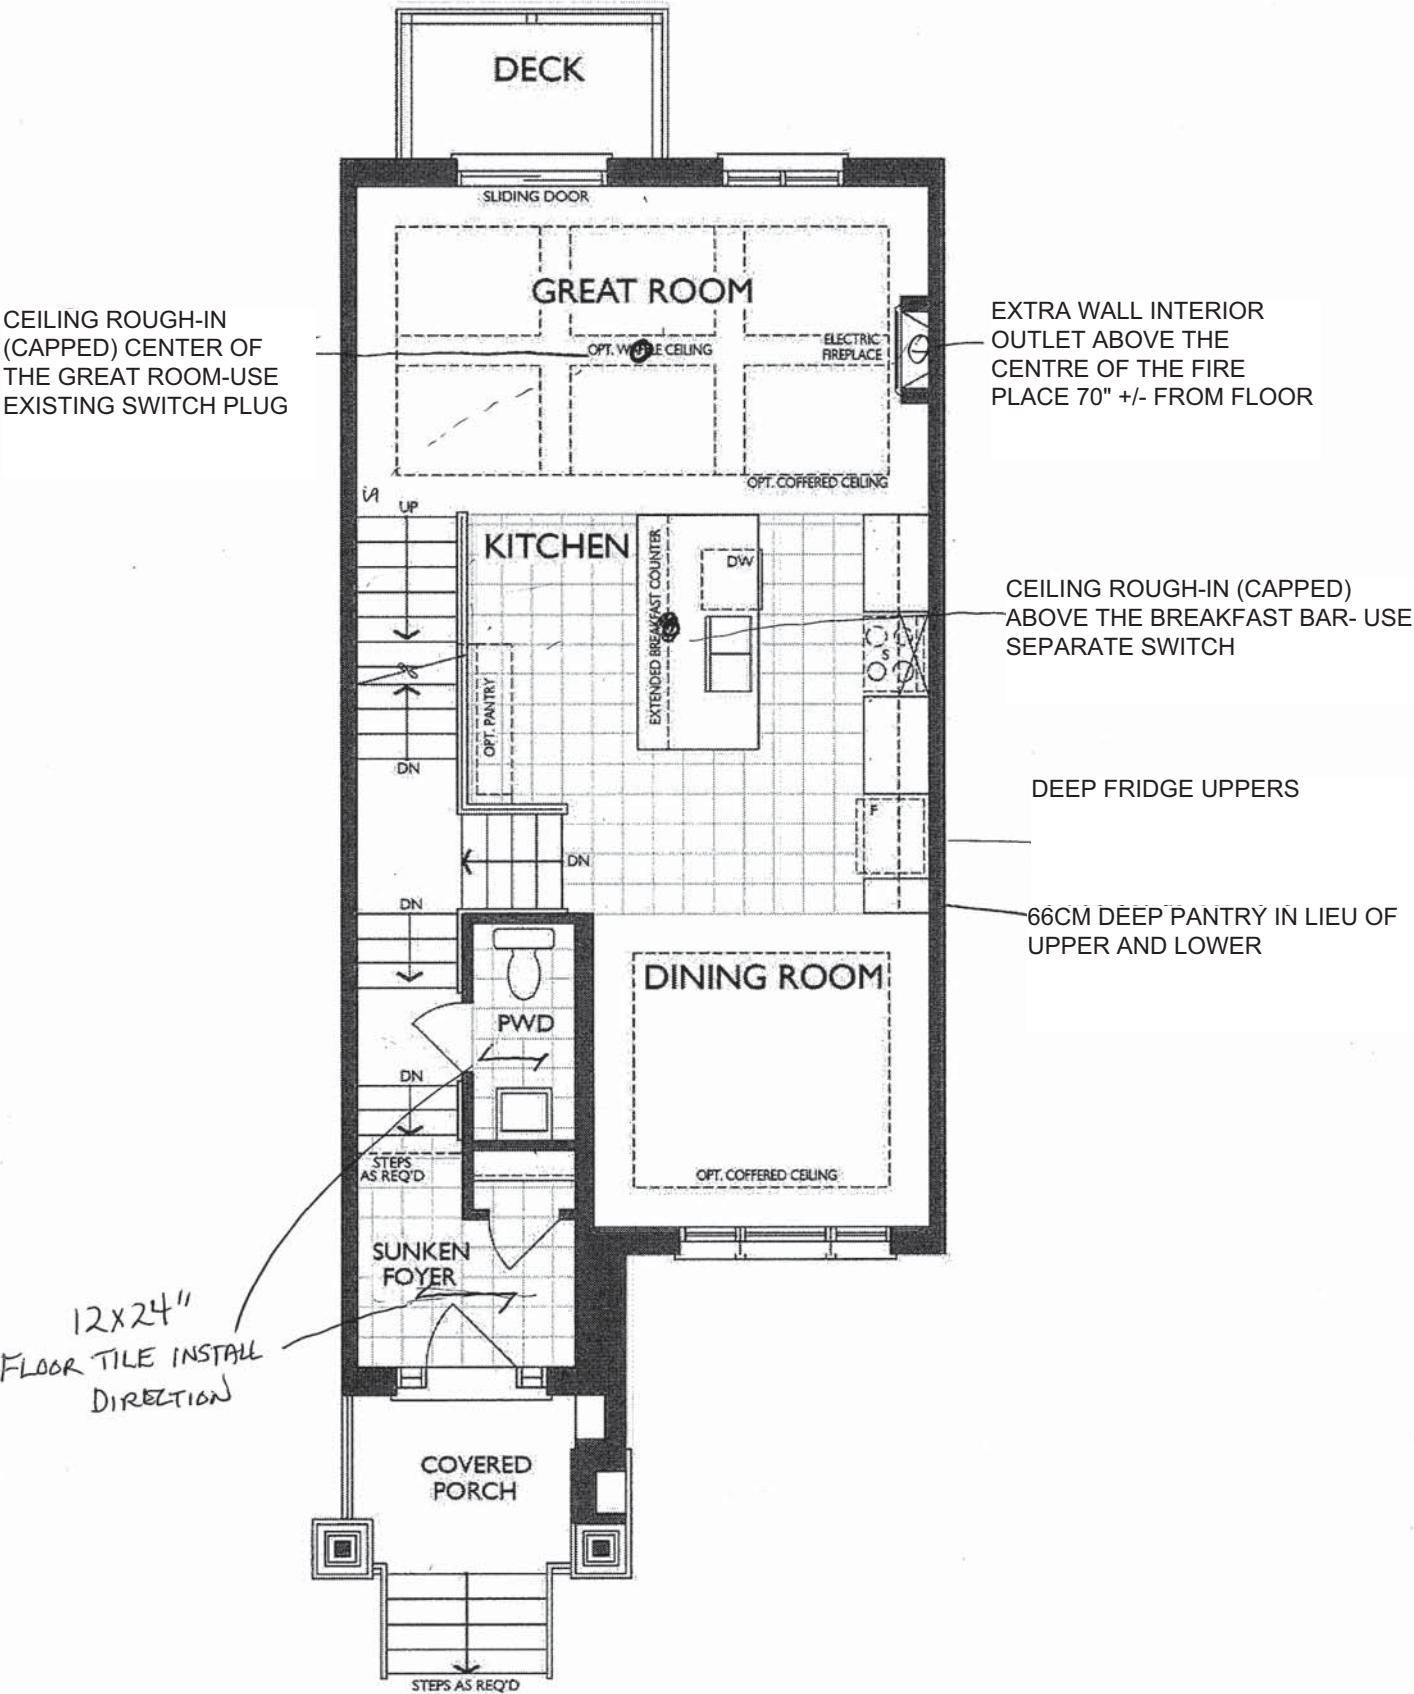 DECK
SLIDING DOOR
GREAT ROOM
CEILING ROUGH-IN
(CAPPED) CENTER OF
THE GREAT ROOM-USE
EXISTING SWITCH PLUG
OPT. WAFFLE CEILING
ELECTRIC
FIREPLACE
EXTRA WALL INTERIOR
OUTLET ABOVE THE
CENTRE OF THE FIRE
PLACE 70" +/- FROM FLOOR
OPT. COFFERED CEILING
UP
KITCHEN
EXTENDED BREAKFAST COUNTER
DW
CEILING ROUGH-IN (CAPPED)
ABOVE THE BREAKFAST BAR- USE
SEPARATE SWITCH
S
OPT. PANTRY
DN
DEEP FRIDGE UPPERS
F
DN
DN
66CM DEEP PANTRY IN LIEU OF
UPPER AND LOWER
DINING ROOM
PWD
DN
STEPS
AS REQ'D
OPT. COFFERED CEILING
SUNKEN
FOYER
12X24"
FLOOR TILE INSTALL
DIRECTION
COVERED
PORCH
STEPS AS REQ'D